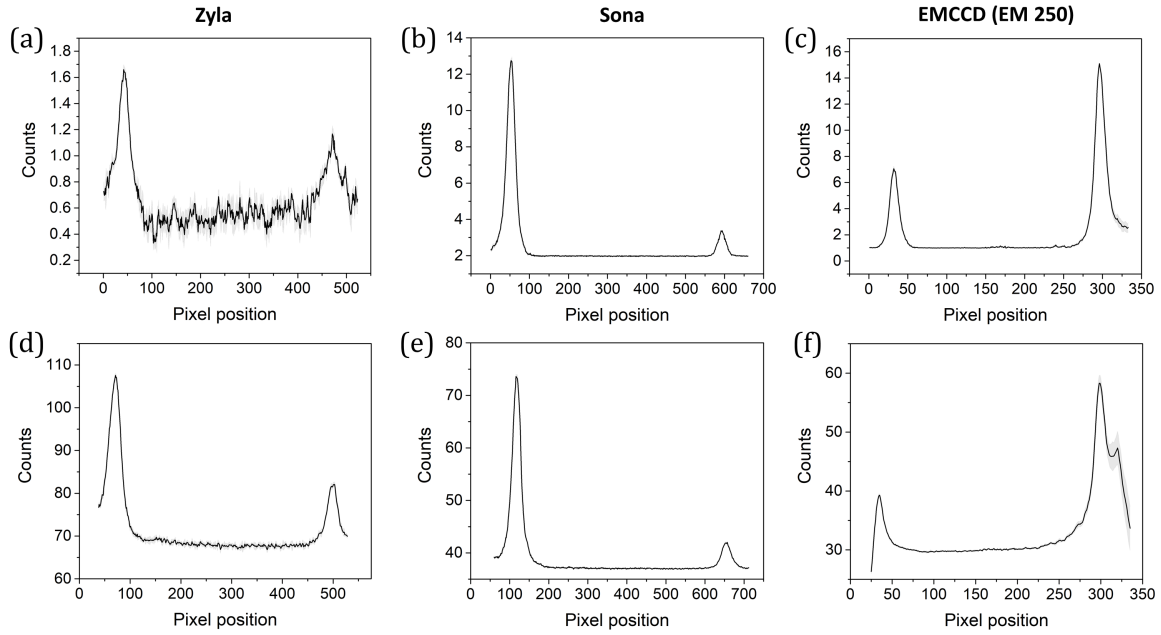 Zyla
Sona
EMCCD (EM 250)
(a)
1.8
1.6
1.4
1.2
1.0
0.8
0.6
0.4
0.2
Counts
0 100 200 300 400 500
Pixel position
(b)
14
12
10
8
6
4
2
Counts
0 100 200 300 400 500 600 700
Pixel position
(c)
16
14
12
10
8
6
4
2
0
Counts
0 50 100 150 200 250 300 350
Pixel position
(d)
110
100
90
80
70
60
Counts
0 100 200 300 400 500
Pixel position
(e)
80
70
60
50
40
Counts
0 100 200 300 400 500 600 700
Pixel position
(f)
60
50
40
30
Counts
0 50 100 150 200 250 300 350
Pixel position